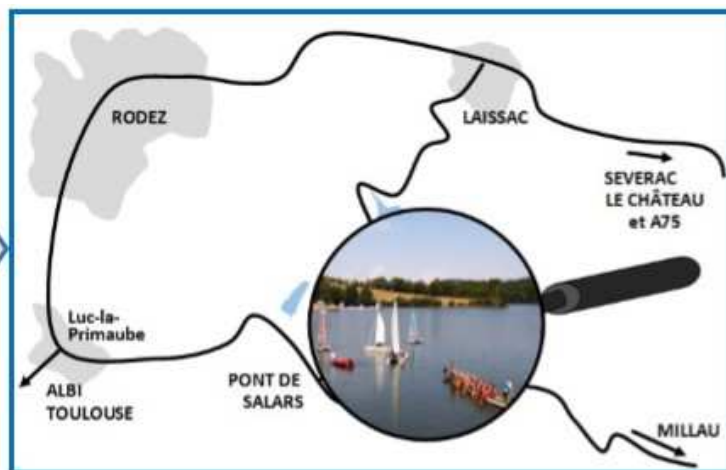 RODEZ
LAISSAC
SEVERAC
LE CHÂTEAU
et A75
Luc-la-
Primaube
ALBI
TOULOUSE
PONT DE
SALARS
MILLAU